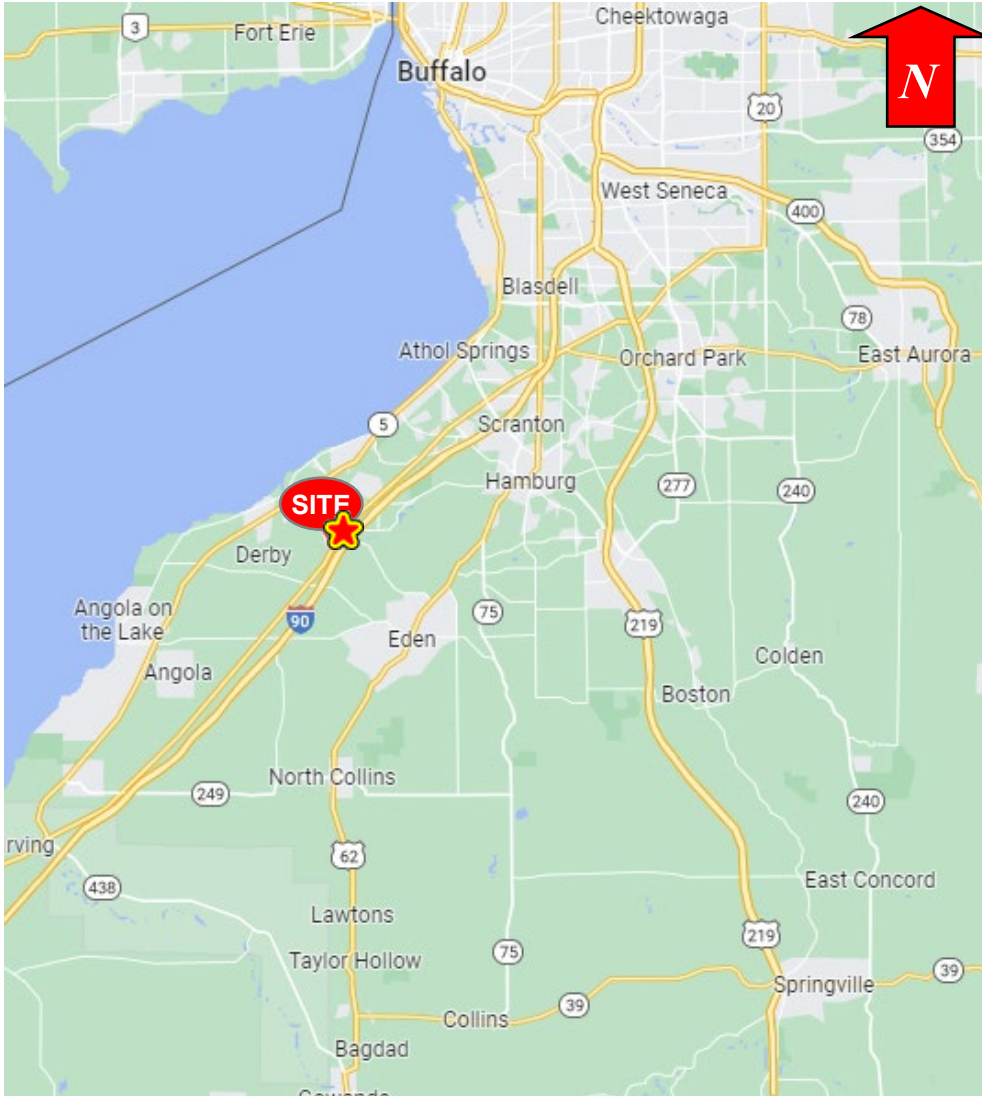 Cheektowaga
3
Fort Erie
Buffalo
N
20
354
West Seneca
400
Blasdell
78
Athol Springs
Orchard Park
East Aurora
5
Scranton
Hamburg
277
240
SITE
Derby
90
Angola on
the Lake
75
219
Eden
Colden
Angola
Boston
North Collins
249
240
rving
62
438
East Concord
Lawtons
219
75
Taylor Hollow
39
Springville
39
Collins
Bagdad